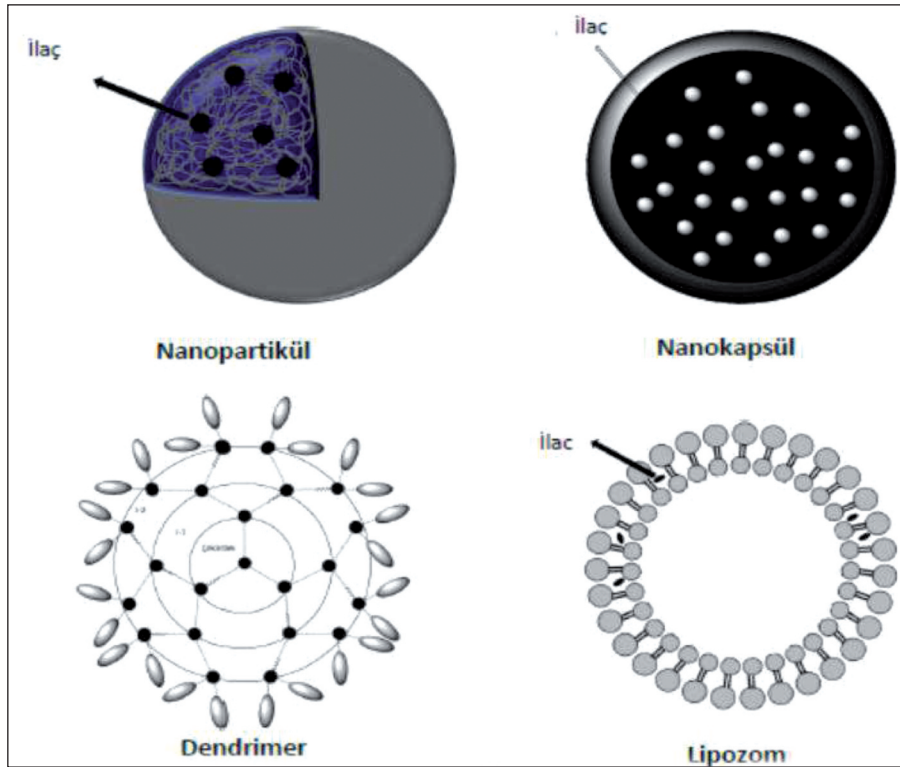 İlaç
İlaç
Nanopartikül
Nanokapsül
İlac
Dendrimer
Lipozom